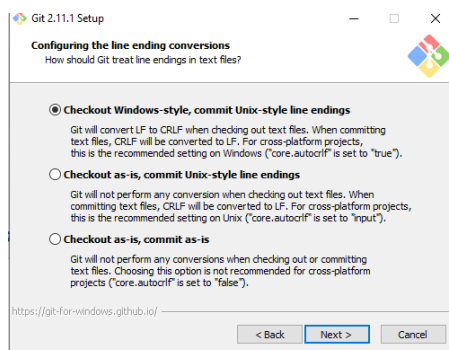 Git 2.11.1 Setup
Configuring the line ending conversions
How should Git treat line endings in text files?
Checkout Windows-style, commit Unix-style line endings
Git will convert LF to CRLF when checking out text files. When committing
text files, CRLF will be converted to LF. For cross-platform projects,
this is the recommended setting on Windows ("core.autocrlf" is set to "true").
Checkout as-is, commit Unix-style line endings
Git will not perform any conversion when checking out text files. When
committing text files, CRLF will be converted to LF. For cross-platform projects,
this is the recommended setting on Unix ("core.autocrlf" is set to "input").
Checkout as-is, commit as-is
Git will not perform any conversions when checking out or committing
text files. Choosing this option is not recommended for cross-platform
projects ("core.autocrlf" is set to "false").
https://git-for-windows.github.io/
< Back Next > Cancel